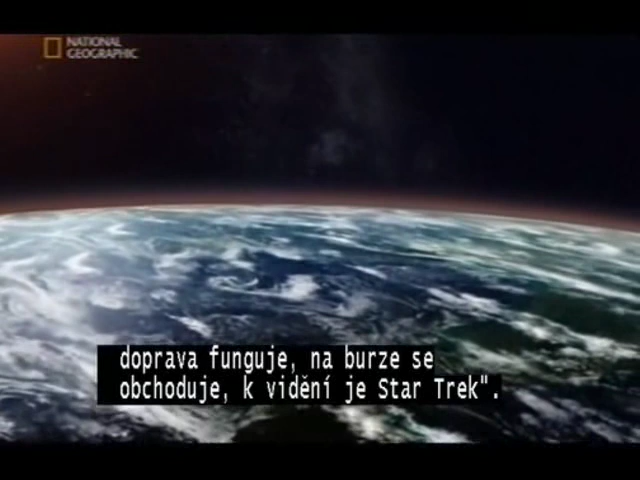 NATIONAL
GEOGRAPHIC
doprava funguje, na burze se
obchoduje, k vidění je Star Trek".